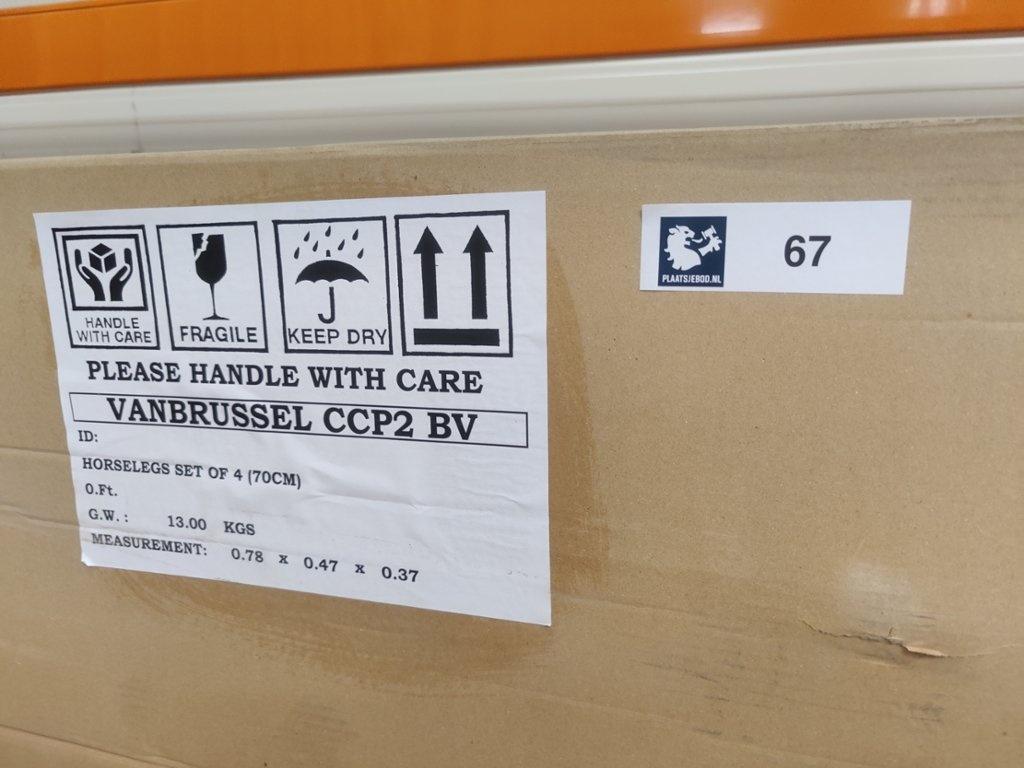 HANDLE
WITH CARE
FRAGILE
KEEP DRY
PLEASE HANDLE WITH CARE
VANBRUSSEL CCP2 BV
ID:
HORSELEGS SET OF 4 (70CM)
0.Ft.
G.W. : 13.00 KGS
MEASUREMENT: 0.78 x 0.47 x 0.37
PLAATSJEBOD.NL
67